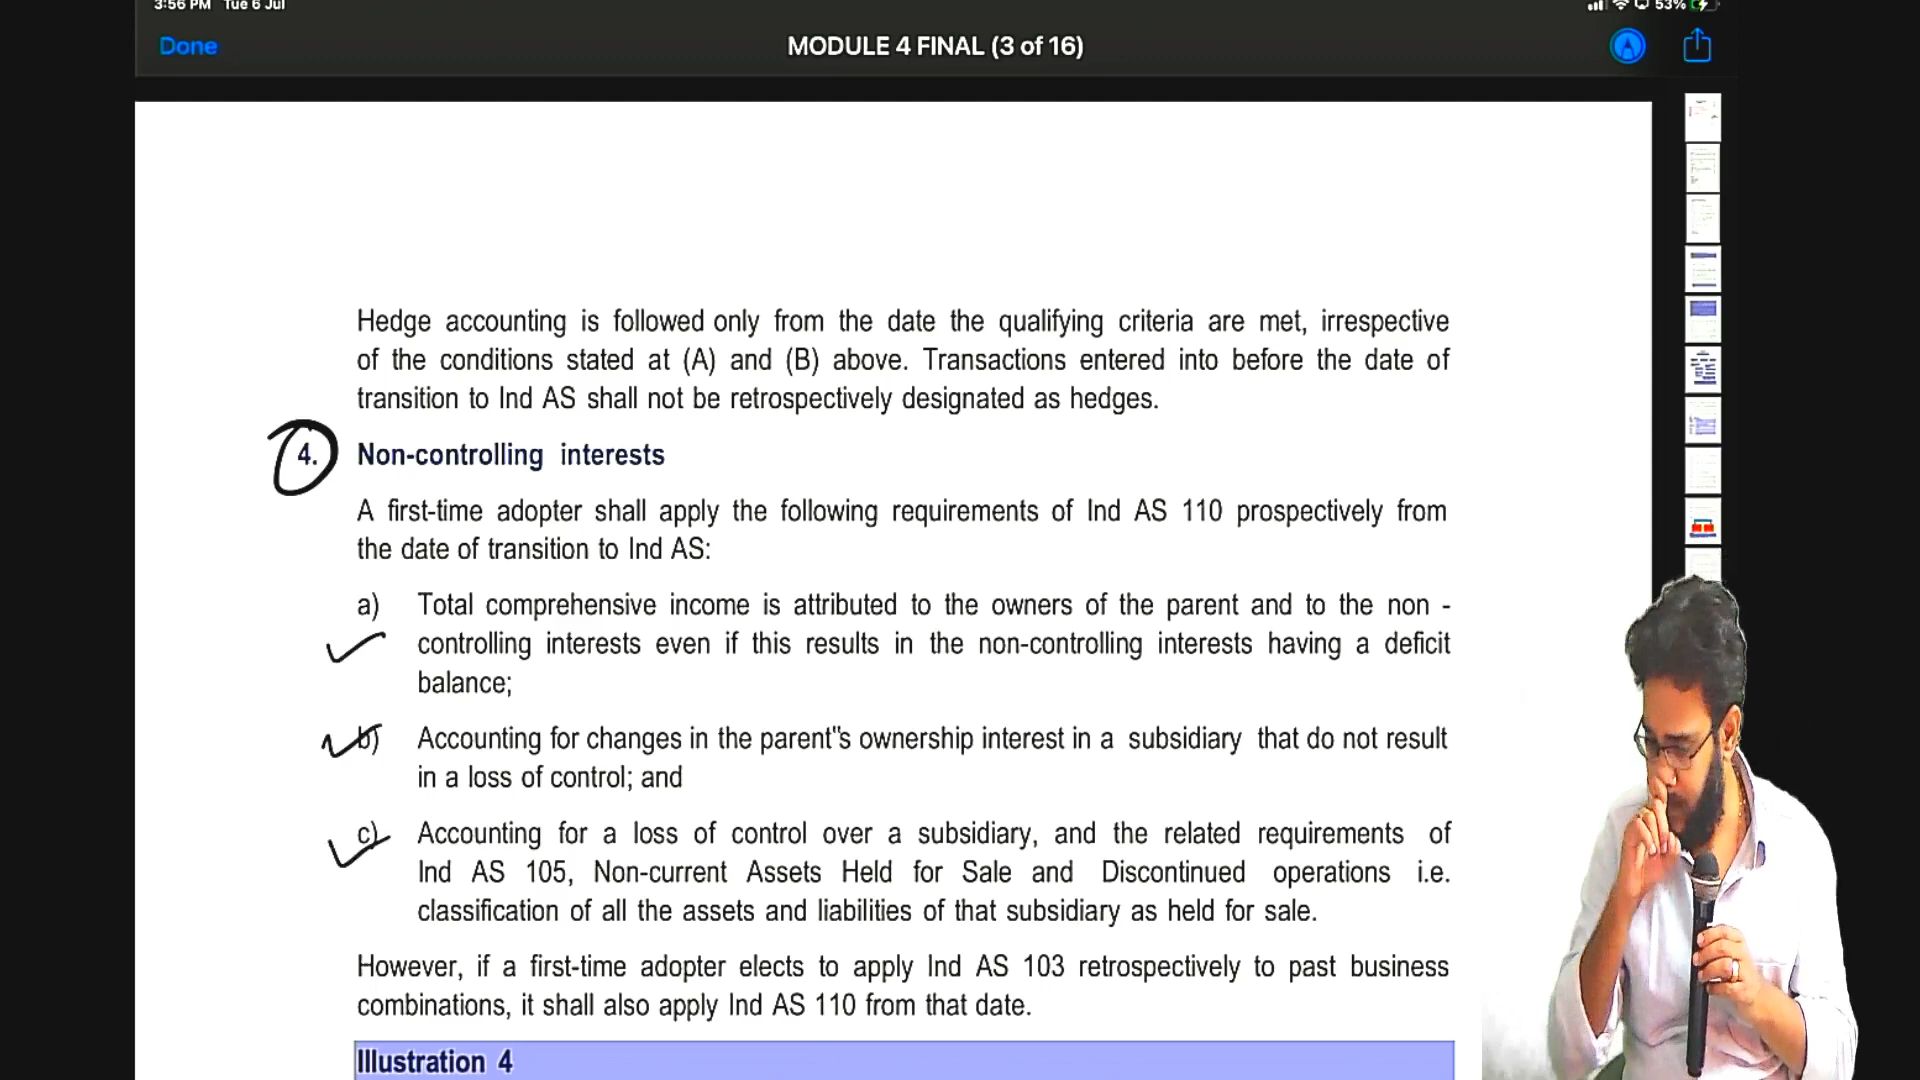 3:56 PM Tue 6 Jul
53%
Done
MODULE 4 FINAL (3 of 16)
Hedge accounting is followed only from the date the qualifying criteria are met, irrespective
of the conditions stated at (A) and (B) above. Transactions entered into before the date of
transition to Ind AS shall not be retrospectively designated as hedges.
4. Non-controlling interests
A first-time adopter shall apply the following requirements of Ind AS 110 prospectively from
the date of transition to Ind AS:
a) Total comprehensive income is attributed to the owners of the parent and to the non -
controlling interests even if this results in the non-controlling interests having a deficit
balance;
b) Accounting for changes in the parent"s ownership interest in a subsidiary that do not result
in a loss of control; and
c) Accounting for a loss of control over a subsidiary, and the related requirements of
Ind AS 105, Non-current Assets Held for Sale and Discontinued operations i.e.
classification of all the assets and liabilities of that subsidiary as held for sale.
However, if a first-time adopter elects to apply Ind AS 103 retrospectively to past business
combinations, it shall also apply Ind AS 110 from that date.
Illustration 4